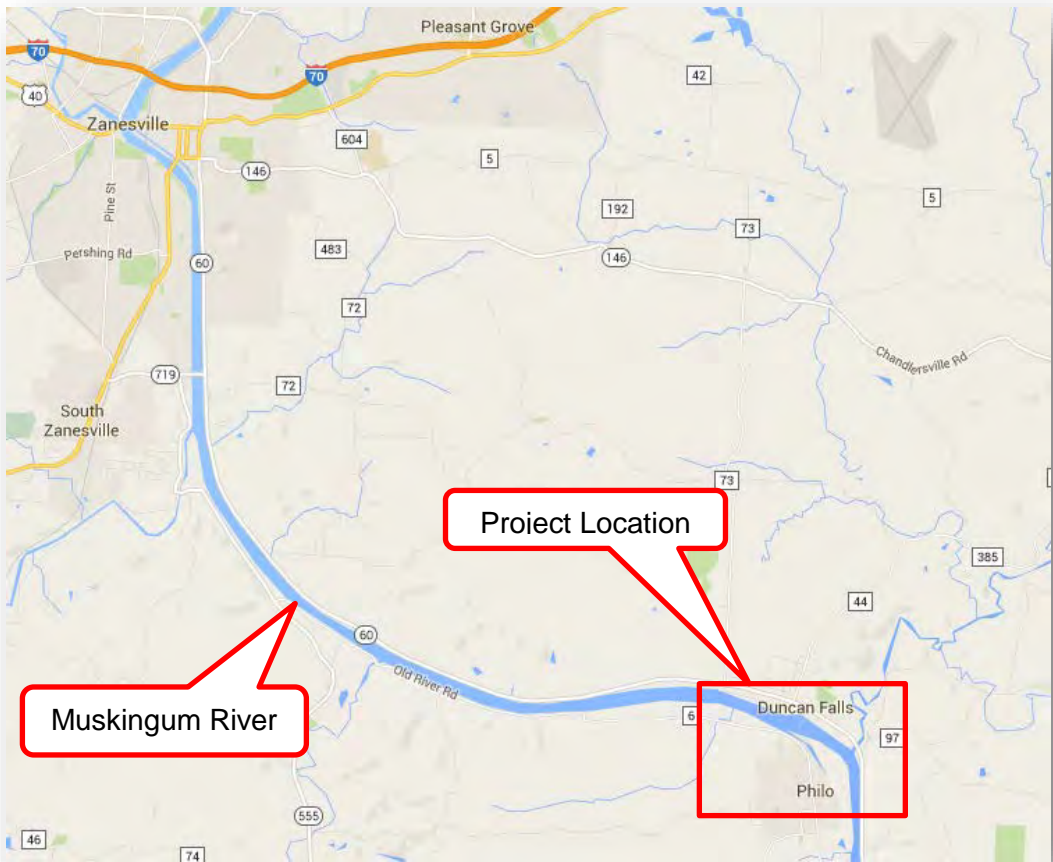 Pleasant Grove
70
70
42
40
Zanesville
604
5
146
Pine St
192
5
73
Pershing Rd
483
60
146
72
Chandlersville Rd
719
72
South
Zanesville
73
Project Location
385
44
60
Old River Rd
Muskingum River
Duncan Falls
6
97
Philo
555
46
74